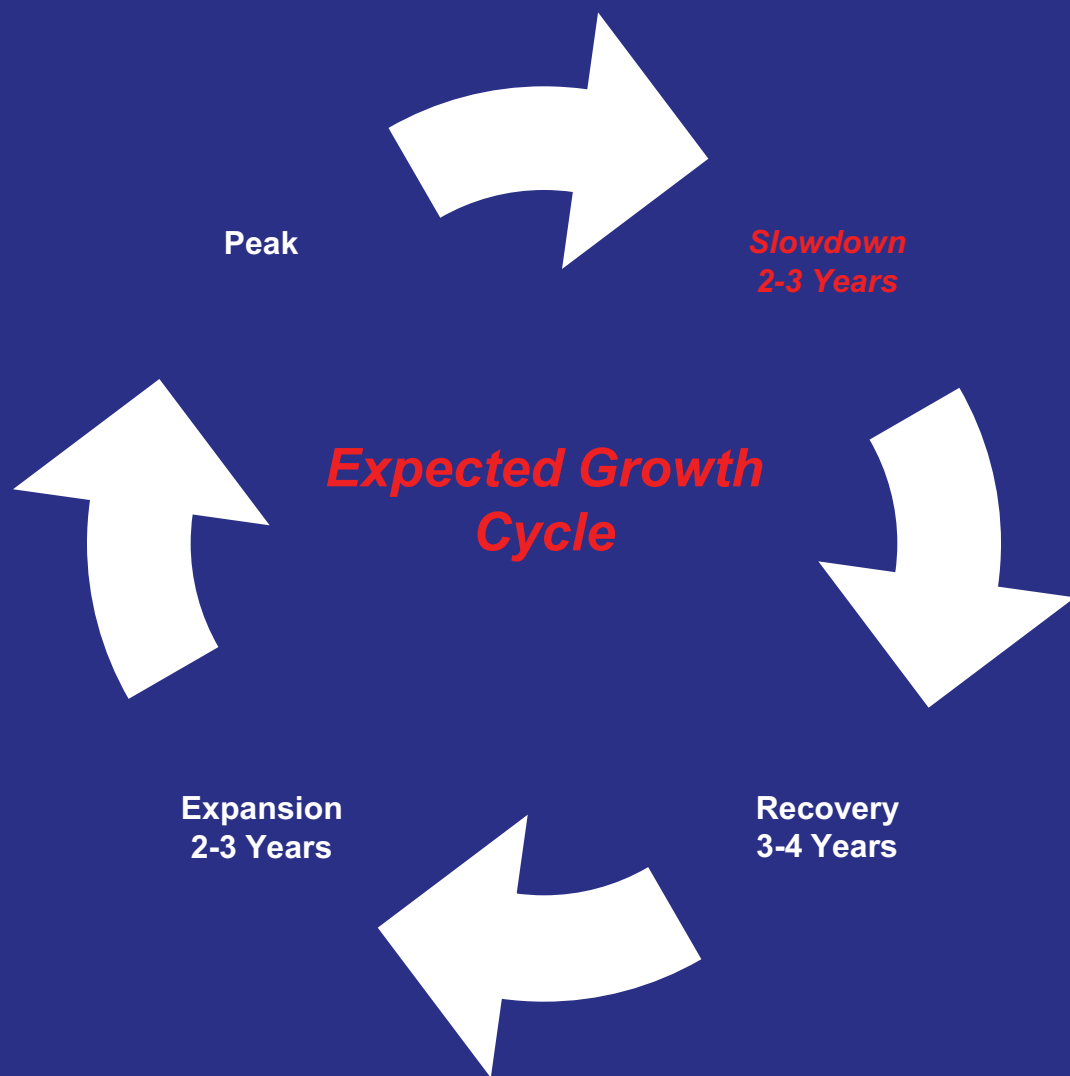 Peak
Slowdown
2-3 Years
Expected Growth
Cycle
Expansion
2-3 Years
Recovery
3-4 Years